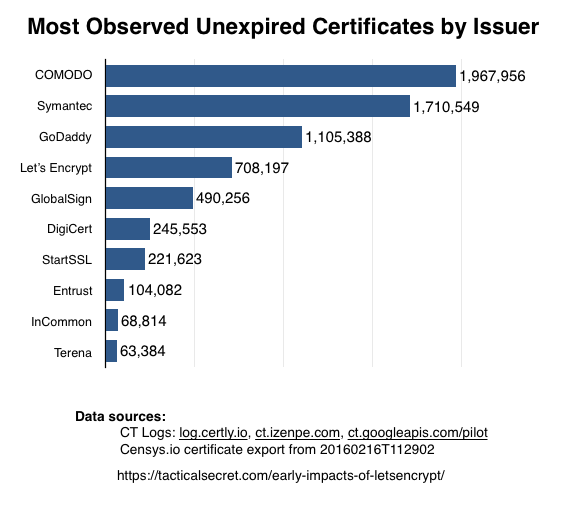 Most Observed Unexpired Certificates by Issuer
COMODO 1,967,956
Symantec 1,710,549
GoDaddy 1,105,388
Let’s Encrypt 708,197
GlobalSign 490,256
DigiCert 245,553
StartSSL 221,623
Entrust 104,082
InCommon 68,814
Terena 63,384
Data sources:
CT Logs: log.certly.io, ct.izenpe.com, ct.googleapis.com/pilot
Censys.io certificate export from 20160216T112902
https://tacticalsecret.com/early-impacts-of-letsencrypt/